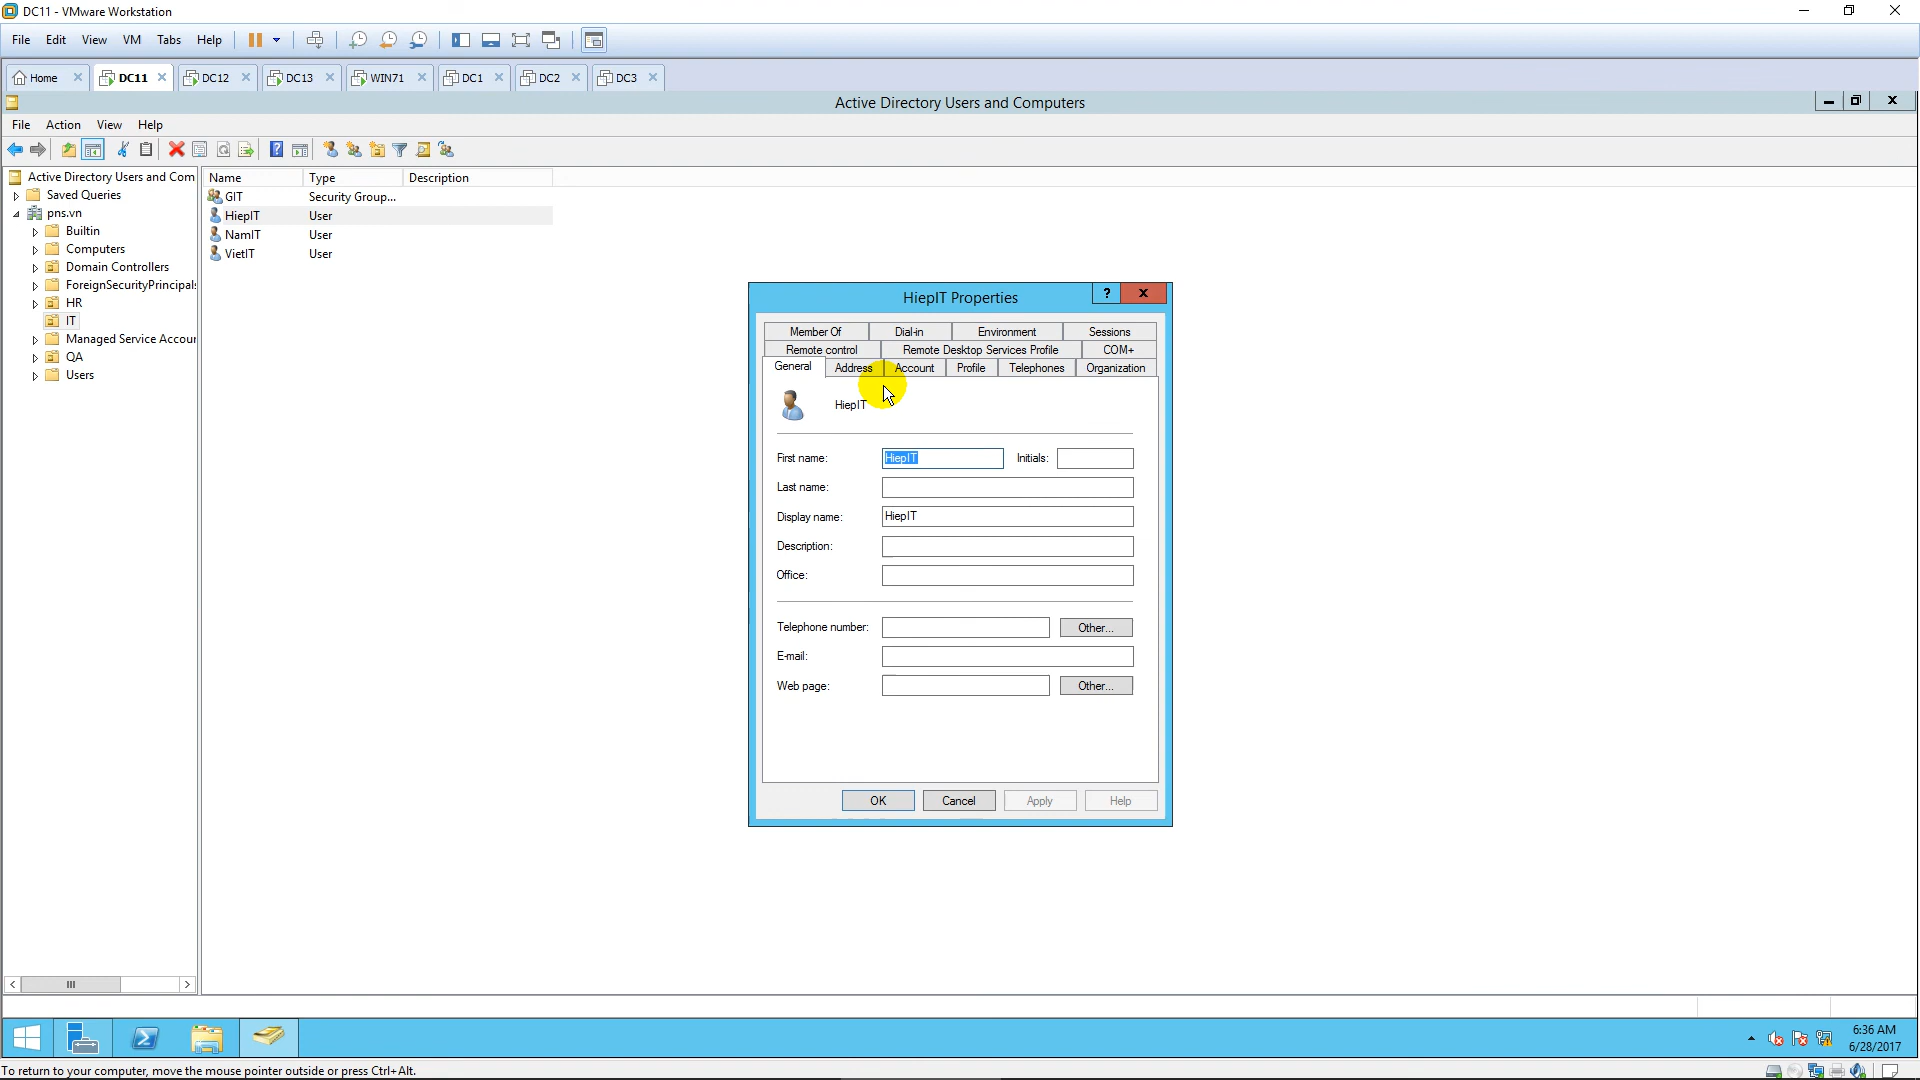 DC11 - VMware Workstation
File Edit View VM Tabs Help
Home DC11 DC12 DC13 WIN71 DC1 DC2 DC3
Active Directory Users and Computers
File Action View Help
Active Directory Users and Com
Saved Queries
pns.vn
Builtin
Computers
Domain Controllers
ForeignSecurityPrincipals
HR
IT
Managed Service Accour
QA
Users
Name Type Description
GIT Security Group...
HiepIT User
NamIT User
VietIT User
HiepIT Properties
?
Member Of Dial-in Environment Sessions
Remote control Remote Desktop Services Profile COM+
General Address Account Profile Telephones Organization
HiepIT
First name: HiepIT Initials:
Last name:
Display name: HiepIT
Description:
Office:
Telephone number: Other...
E-mail:
Web page: Other...
OK Cancel Apply Help
6:36 AM
6/28/2017
To return to your computer, move the mouse pointer outside or press Ctrl+Alt.